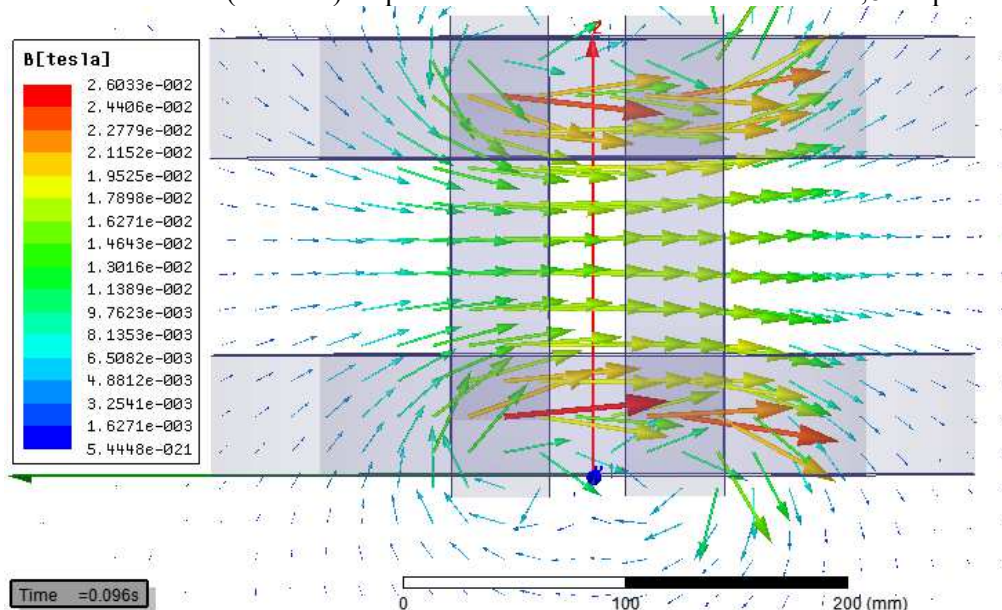 B[tesla]
2.6033e-002
2.4406e-002
2.2779e-002
2.1152e-002
1.9525e-002
1.7898e-002
1.6271e-002
1.4643e-002
1.3016e-002
1.1389e-002
9.7623e-003
8.1353e-003
6.5082e-003
4.8812e-003
3.2541e-003
1.6271e-003
5.4448e-021
Z
Time =0.096s
0 100 200 (mm)